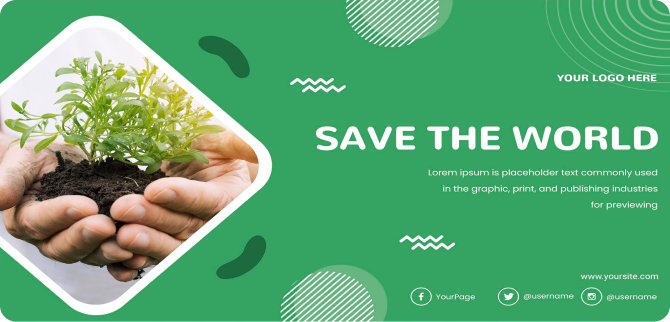 YOUR LOGO HERE
SAVE THE WORLD
Lorem ipsum is placeholder text commonly used
in the graphic, print, and publishing industries
for previewing
www.yoursite.com
YourPage @username @username